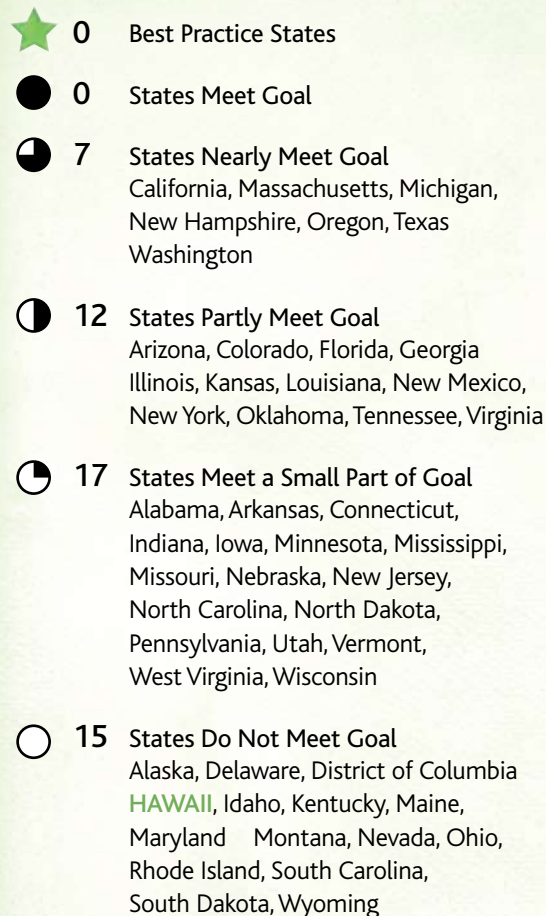 0 Best Practice States
0 States Meet Goal
7 States Nearly Meet Goal
California, Massachusetts, Michigan,
New Hampshire, Oregon, Texas
Washington
12 States Partly Meet Goal
Arizona, Colorado, Florida, Georgia
Illinois, Kansas, Louisiana, New Mexico,
New York, Oklahoma, Tennessee, Virginia
17 States Meet a Small Part of Goal
Alabama, Arkansas, Connecticut,
Indiana, Iowa, Minnesota, Mississippi,
Missouri, Nebraska, New Jersey,
North Carolina, North Dakota,
Pennsylvania, Utah, Vermont,
West Virginia, Wisconsin
15 States Do Not Meet Goal
Alaska, Delaware, District of Columbia
HAWAII, Idaho, Kentucky, Maine,
Maryland Montana, Nevada, Ohio,
Rhode Island, South Carolina,
South Dakota, Wyoming